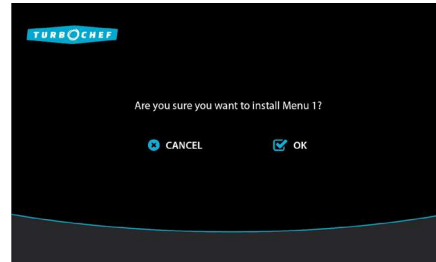 TURBOCHEF
Are you sure you want to install Menu 1?
CANCEL
OK